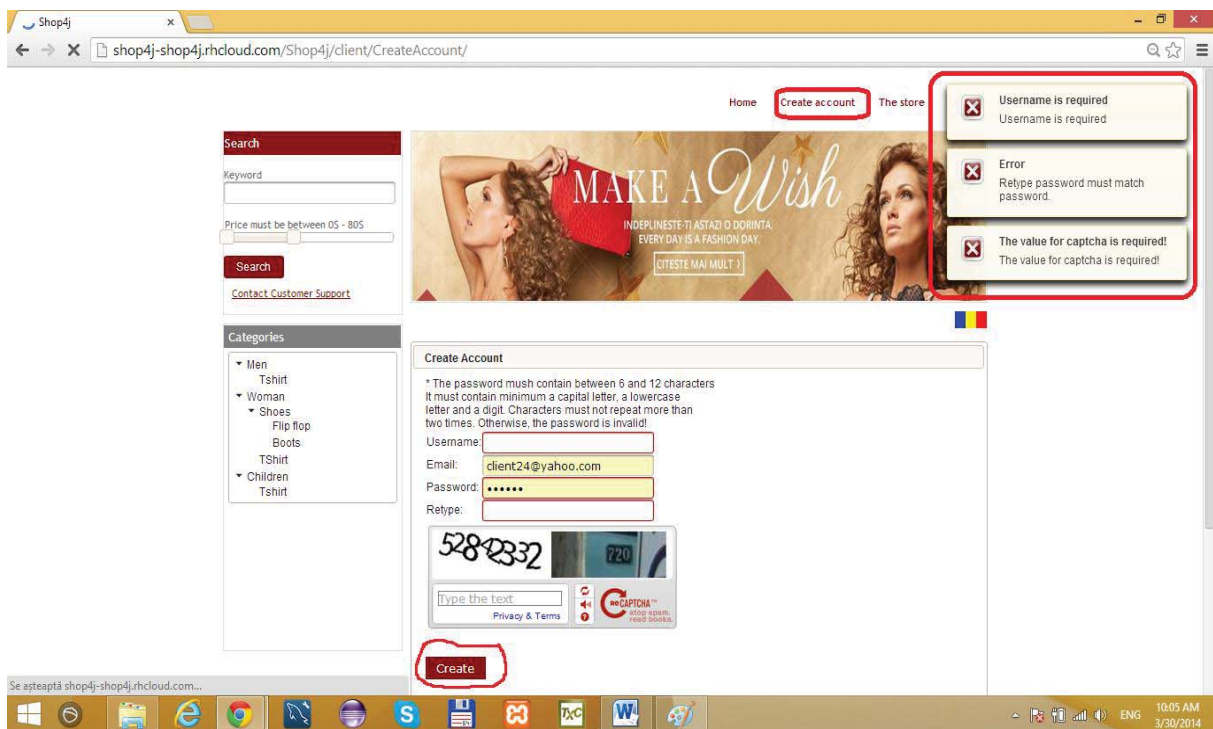 Shop4j
shop4j-shop4j.rhcloud.com/Shop4j/client/CreateAccount/
Home Create account The store
Username is required
Username is required
Error
Retype password must match
password.
The value for captcha is required!
The value for captcha is required!
Search
Keyword
Price must be between 0$ - 80$
Search
Contact Customer Support
MAKE A Wish
INDEPLINESTE-TI ASTAZI O DORINTA.
EVERY DAY IS A FASHION DAY.
CITESTE MAI MULT
Categories
Men
Tshirt
Woman
Shoes
Flip flop
Boots
TShirt
Children
Tshirt
Create Account
* The password mush contain between 6 and 12 characters
It must contain minimum a capital letter, a lowercase
letter and a digit. Characters must not repeat more than
two times. Otherwise, the password is invalid!
Username:
Email: client24@yahoo.com
Password: ••••••
Retype:
52842332 720
Type the text
Privacy & Terms
reCAPTCHA™
stop spam.
read books.
Create
Se așteaptă shop4j-shop4j.rhcloud.com...
ENG
10:05 AM
3/30/2014